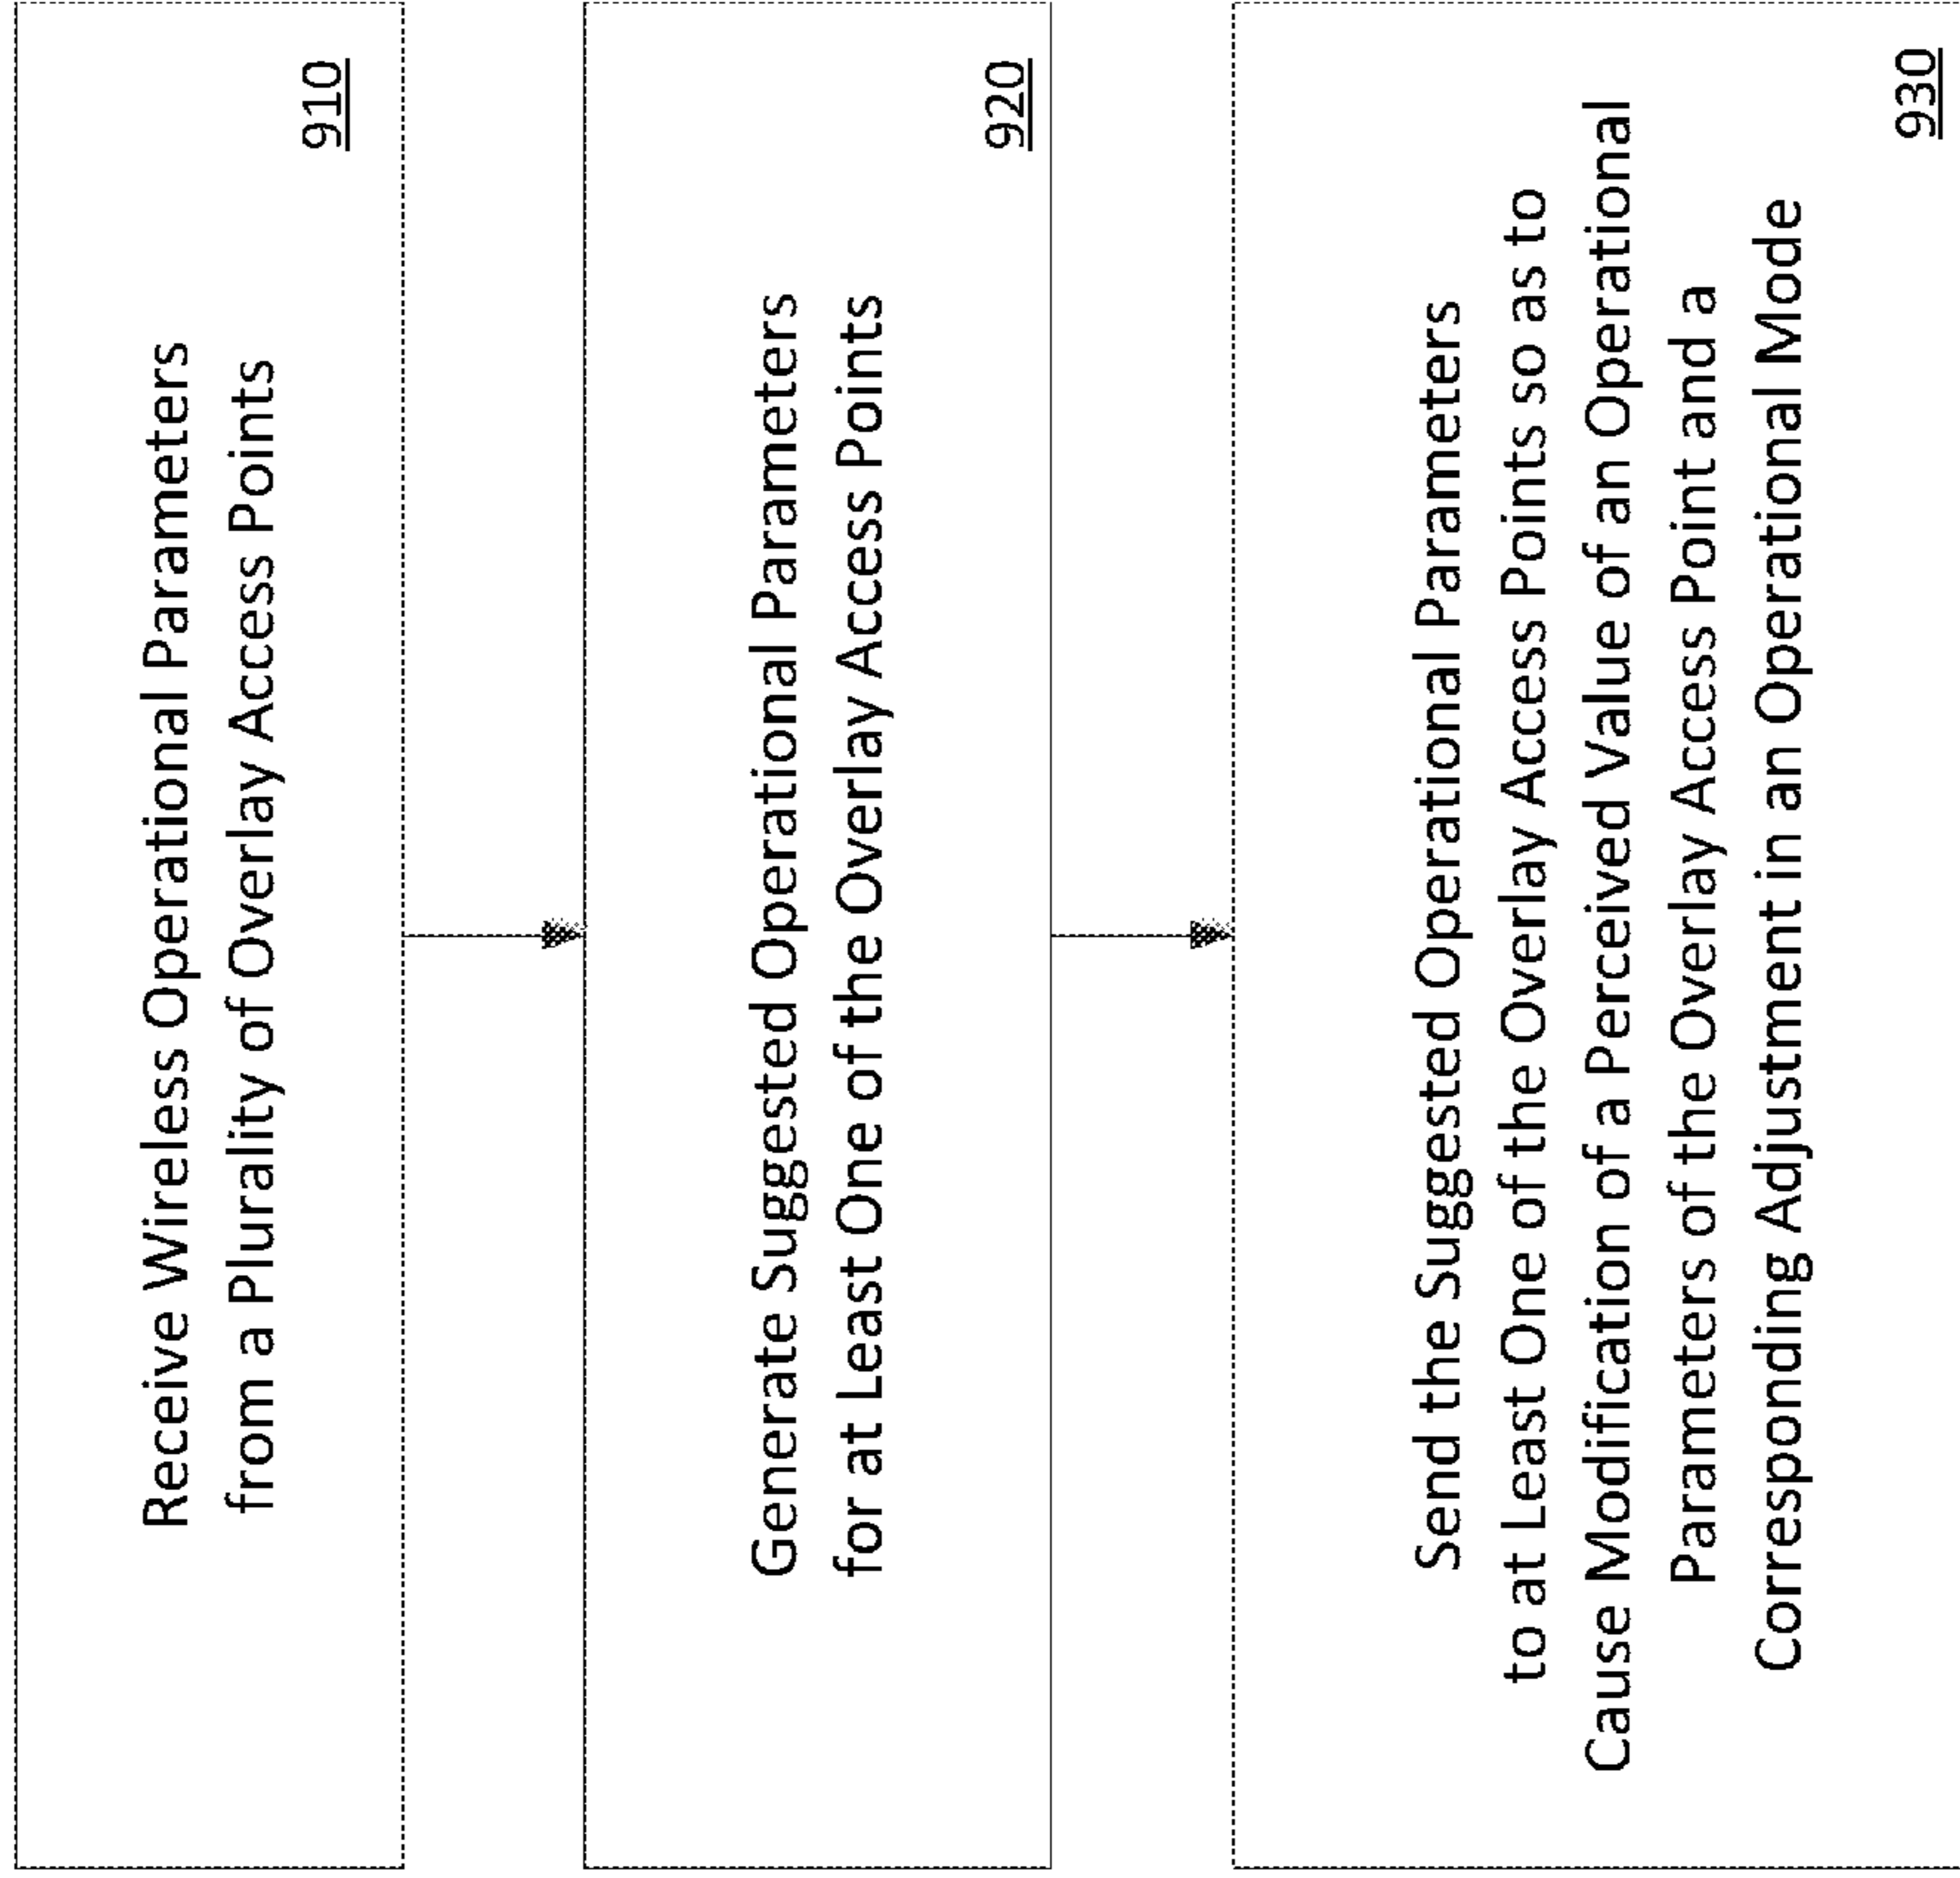 Receive Wireless Operational Parameters
from a Plurality of Overlay Access Points
910
Generate Suggested Operational Parameters
for at Least One of the Overlay Access Points
920
Send the Suggested Operational Parameters
to at Least One of the Overlay Access Points so as to
Cause Modification of a Perceived Value of an Operational
Parameters of the Overlay Access Point and a
Corresponding Adjustment in an Operational Mode
930